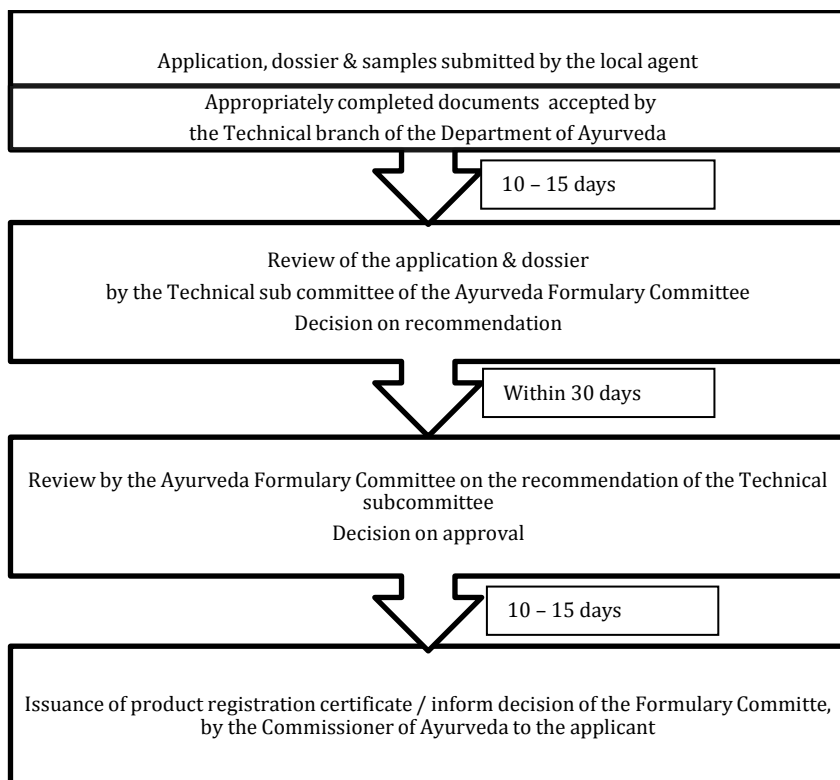 Application, dossier & samples submitted by the local agent
Appropriately completed documents accepted by
the Technical branch of the Department of Ayurveda
10 – 15 days
Review of the application & dossier
by the Technical sub committee of the Ayurveda Formulary Committee
Decision on recommendation
Within 30 days
Review by the Ayurveda Formulary Committee on the recommendation of the Technical
subcommittee
Decision on approval
10 – 15 days
Issuance of product registration certificate / inform decision of the Formulary Committe,
by the Commissioner of Ayurveda to the applicant